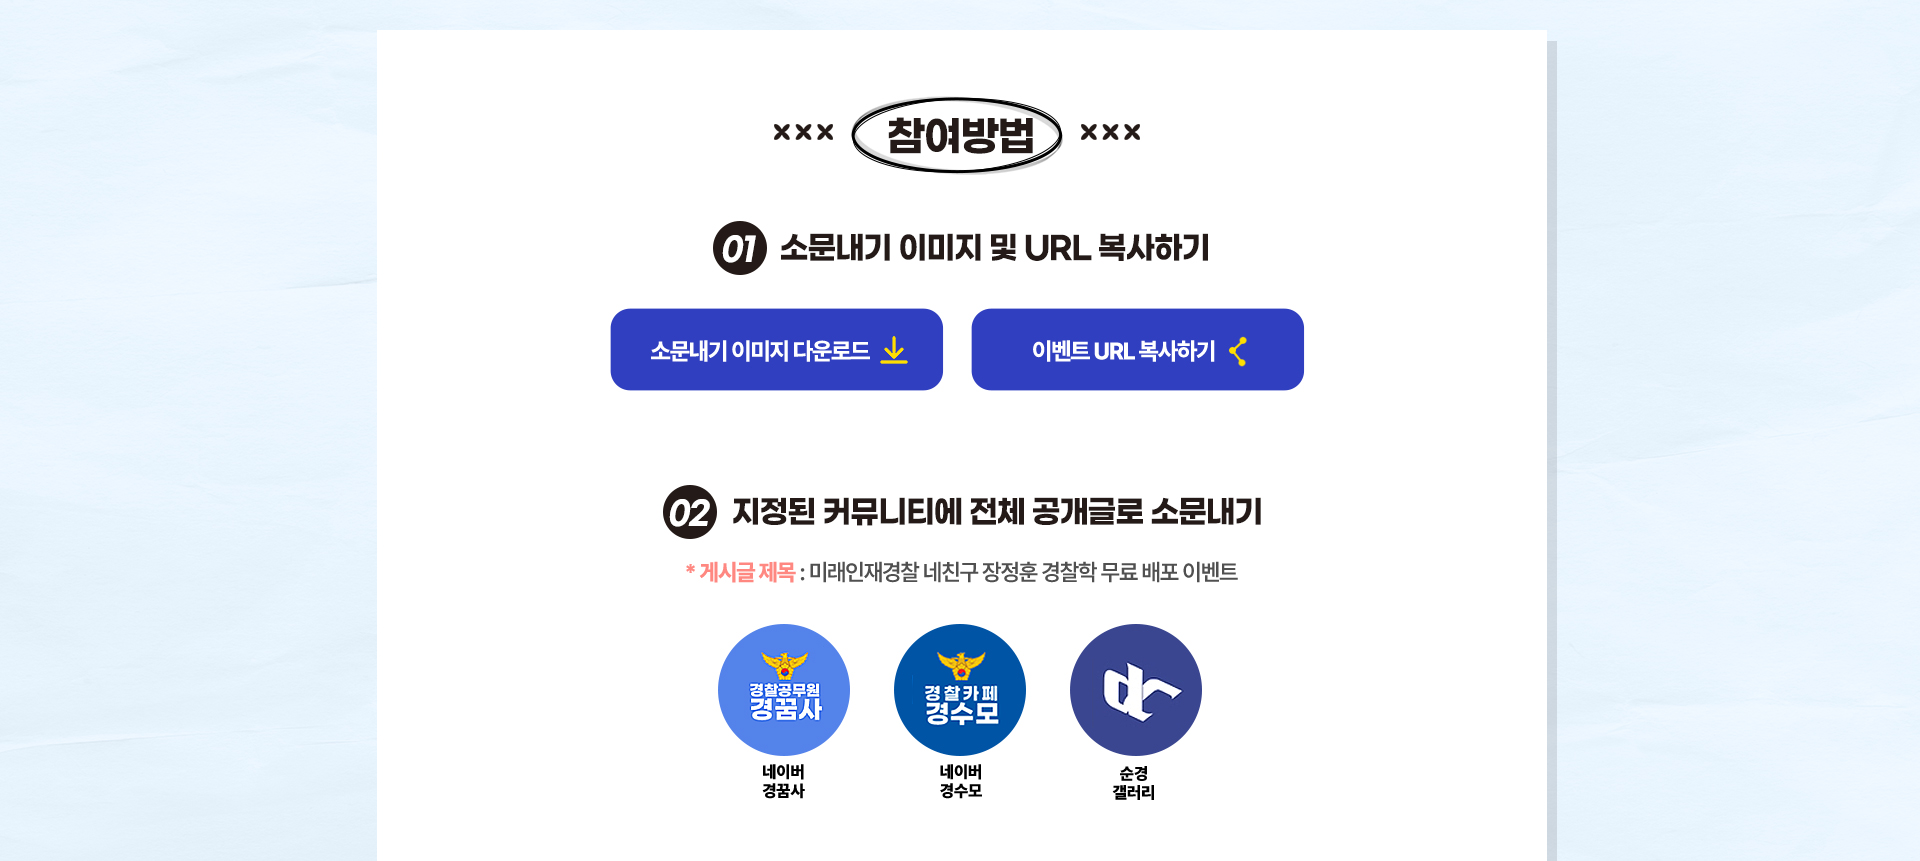 참여방법
01 소문내기 이미지 및 URL 복사하기
소문내기 이미지 다운로드
이벤트 URL 복사하기
02 지정된 커뮤니티에 전체 공개글로 소문내기
* 게시글 제목 : 미래인재경찰 네친구 장정훈 경찰학 무료 배포 이벤트
경찰공무원
경꿈사
경찰카페
경수모
dc
네이버
경꿈사
네이버
경수모
순경
갤러리